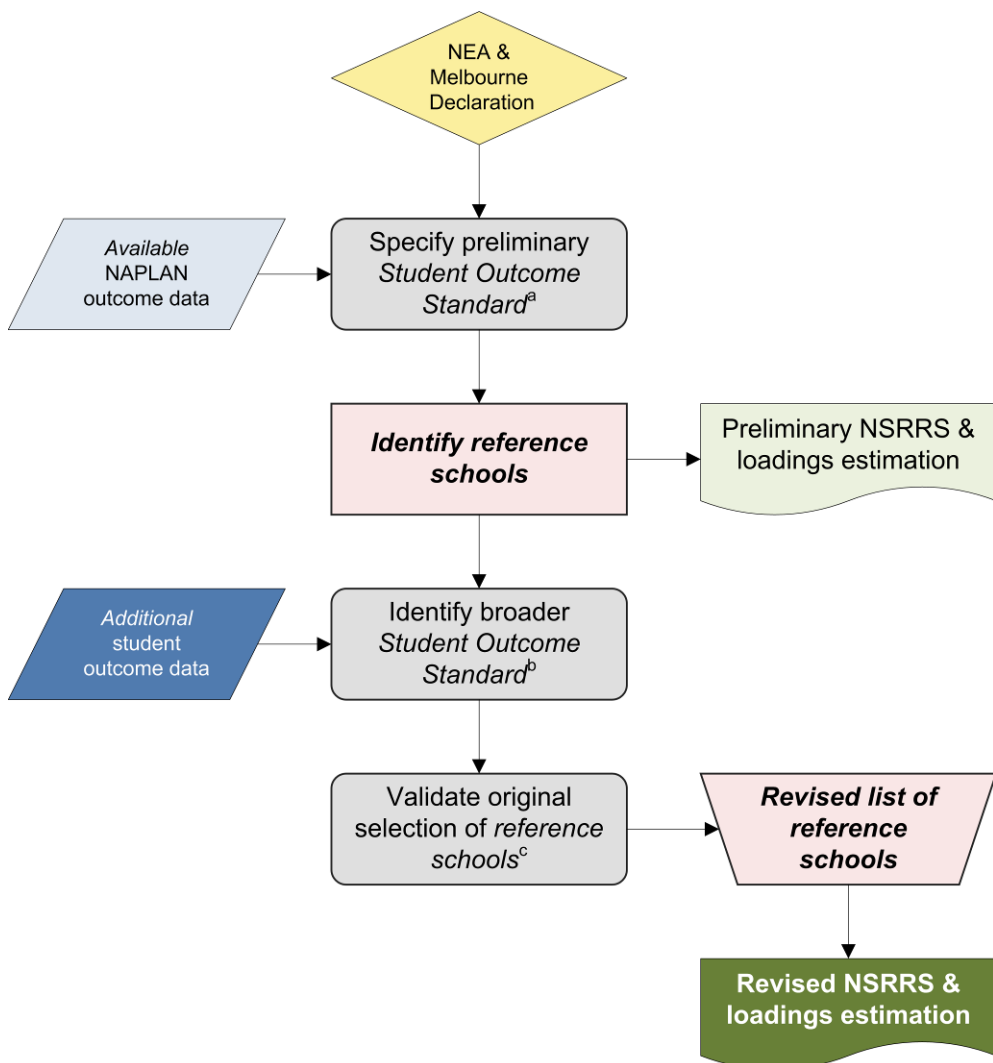 NEA &
Melbourne
Declaration
Available
NAPLAN
outcome data
Specify preliminary
Student Outcome
Standardᵃ
Identify reference
schools
Preliminary NSRRS &
loadings estimation
Additional
student
outcome data
Identify broader
Student Outcome
Standardᵇ
Validate original
selection of reference
schoolsᶜ
Revised list of
reference
schools
Revised NSRRS &
loadings estimation